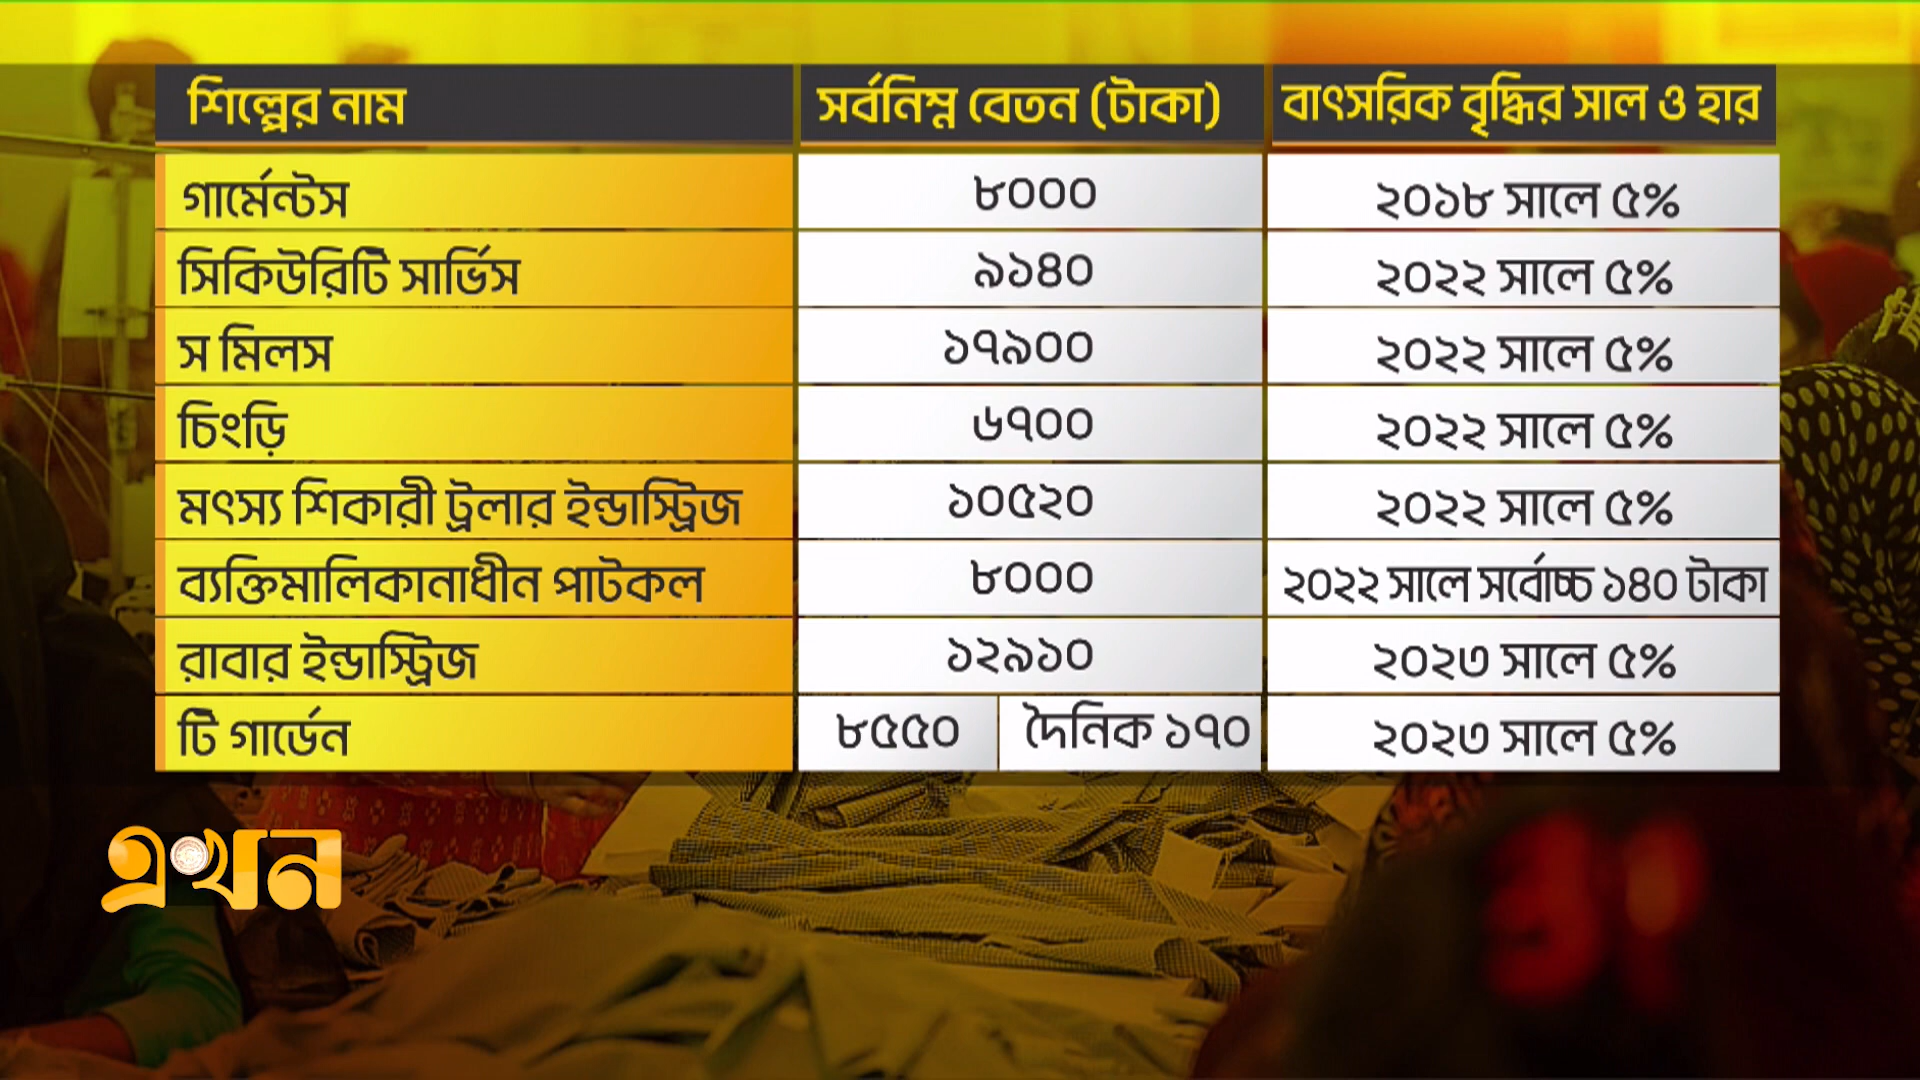 শিল্পের নাম সর্বনিম্ন বেতন (টাকা) বাৎসরিক বৃদ্ধির সাল ও হার
গার্মেন্টস ৮০০০ ২০১৮ সালে ৫%
সিকিউরিটি সার্ভিস ৯১৪০ ২০২২ সালে ৫%
স মিলস ১৭৯০০ ২০২২ সালে ৫%
চিংড়ি ৬৭০০ ২০২২ সালে ৫%
মৎস্য শিকারী ট্রলার ইন্ডাস্ট্রিজ ১০৫২০ ২০২২ সালে ৫%
ব্যক্তিমালিকানাধীন পাটকল ৮০০০ ২০২২ সালে সর্বোচ্চ ১৪০ টাকা
রাবার ইন্ডাস্ট্রিজ ১২৯১০ ২০২৩ সালে ৫%
টি গার্ডেন ৮৫৫০ দৈনিক ১৭০ ২০২৩ সালে ৫%
এখন